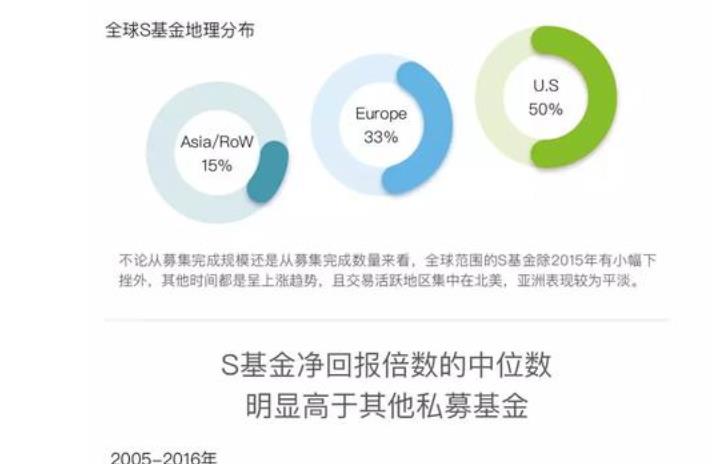 全球S基金地理分布
Asia/RoW
15%
Europe
33%
U.S
50%
不论从募集完成规模还是从募集完成数量来看，全球范围的S基金除2015年有小幅下
挫外，其他时间都是呈上涨趋势，且交易活跃地区集中在北美，亚洲表现较为平淡。
S基金净回报倍数的中位数
明显高于其他私募基金
2005-2016年